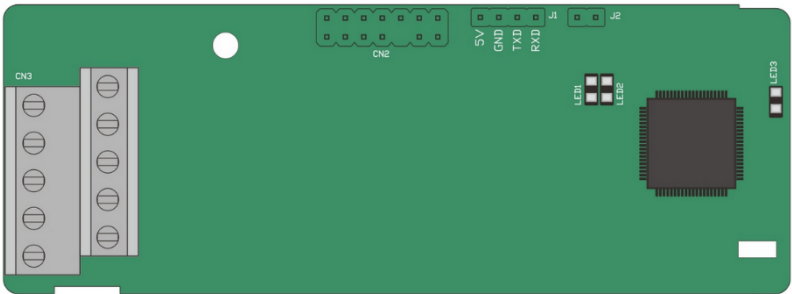 J1
J2
5V
GND
TXD
RXD
CN2
CN3
LED1
LED2
LED3